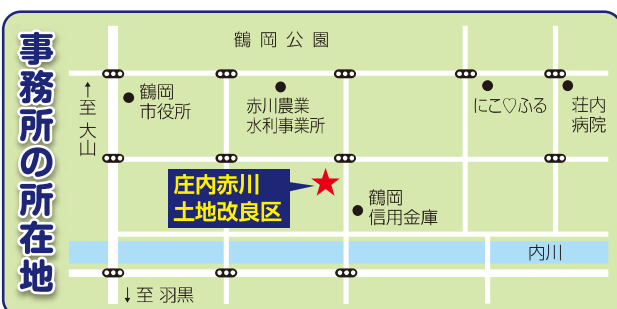 事務所の所在地
鶴岡公園
↑至 大山
鶴岡
市役所
赤川農業
水利事業所
にこ♡ふる
荘内
病院
庄内赤川
土地改良区
鶴岡
信用金庫
内川
↓至 羽黒